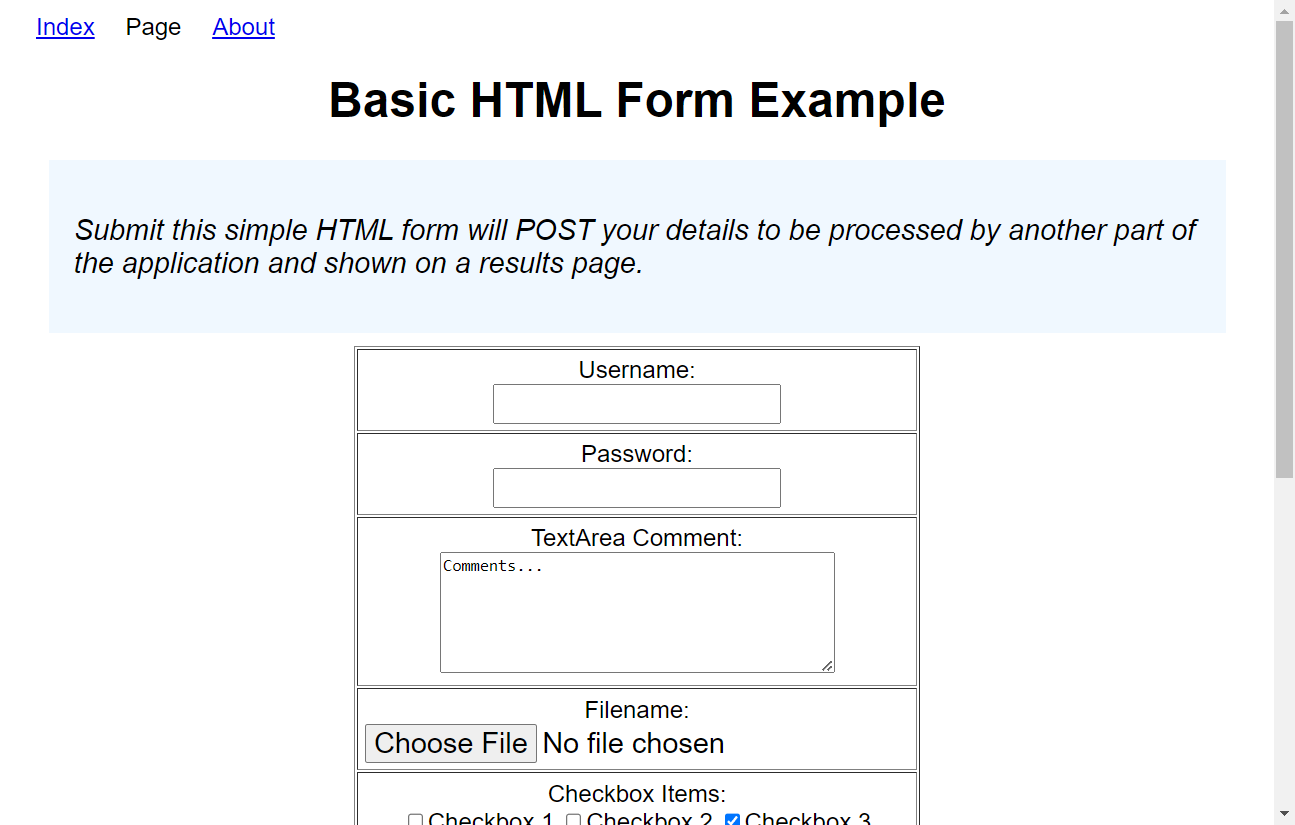 Index Page About
Basic HTML Form Example
Submit this simple HTML form will POST your details to be processed by another part of
the application and shown on a results page.
Username:
Password:
TextArea Comment:
Comments...
Filename:
Choose File No file chosen
Checkbox Items:
Checkbox 1 Checkbox 2 Checkbox 3